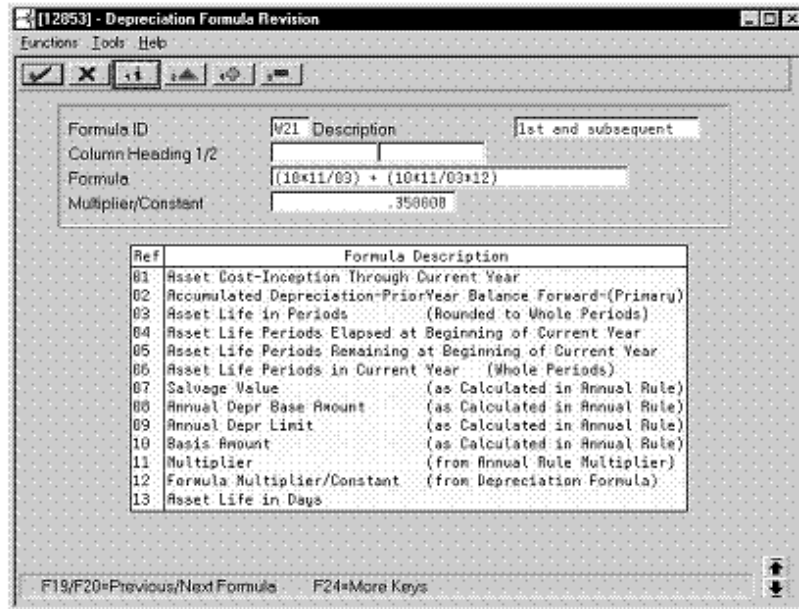 [12853] - Depreciation Formula Revision
Functions Tools Help
Formula ID W21 Description 1st and subsequent
Column Heading 1/2
Formula (10*11/03) + (10*11/03*12)
Multiplier/Constant .350000
Ref Formula Description
01 Asset Cost-Inception Through Current Year
02 Accumulated Depreciation-PriorYear Balance Forward-(Primary)
03 Asset Life in Periods (Rounded to Whole Periods)
04 Asset Life Periods Elapsed at Beginning of Current Year
05 Asset Life Periods Remaining at Beginning of Current Year
06 Asset Life Periods in Current Year (Whole Periods)
07 Salvage Value (as Calculated in Annual Rule)
08 Annual Depr Base Amount (as Calculated in Annual Rule)
09 Annual Depr Limit (as Calculated in Annual Rule)
10 Basis Amount (as Calculated in Annual Rule)
11 Multiplier (from Annual Rule Multiplier)
12 Formula Multiplier/Constant (from Depreciation Formula)
13 Asset Life in Days
F19/F20=Previous/Next Formula F24=More Keys